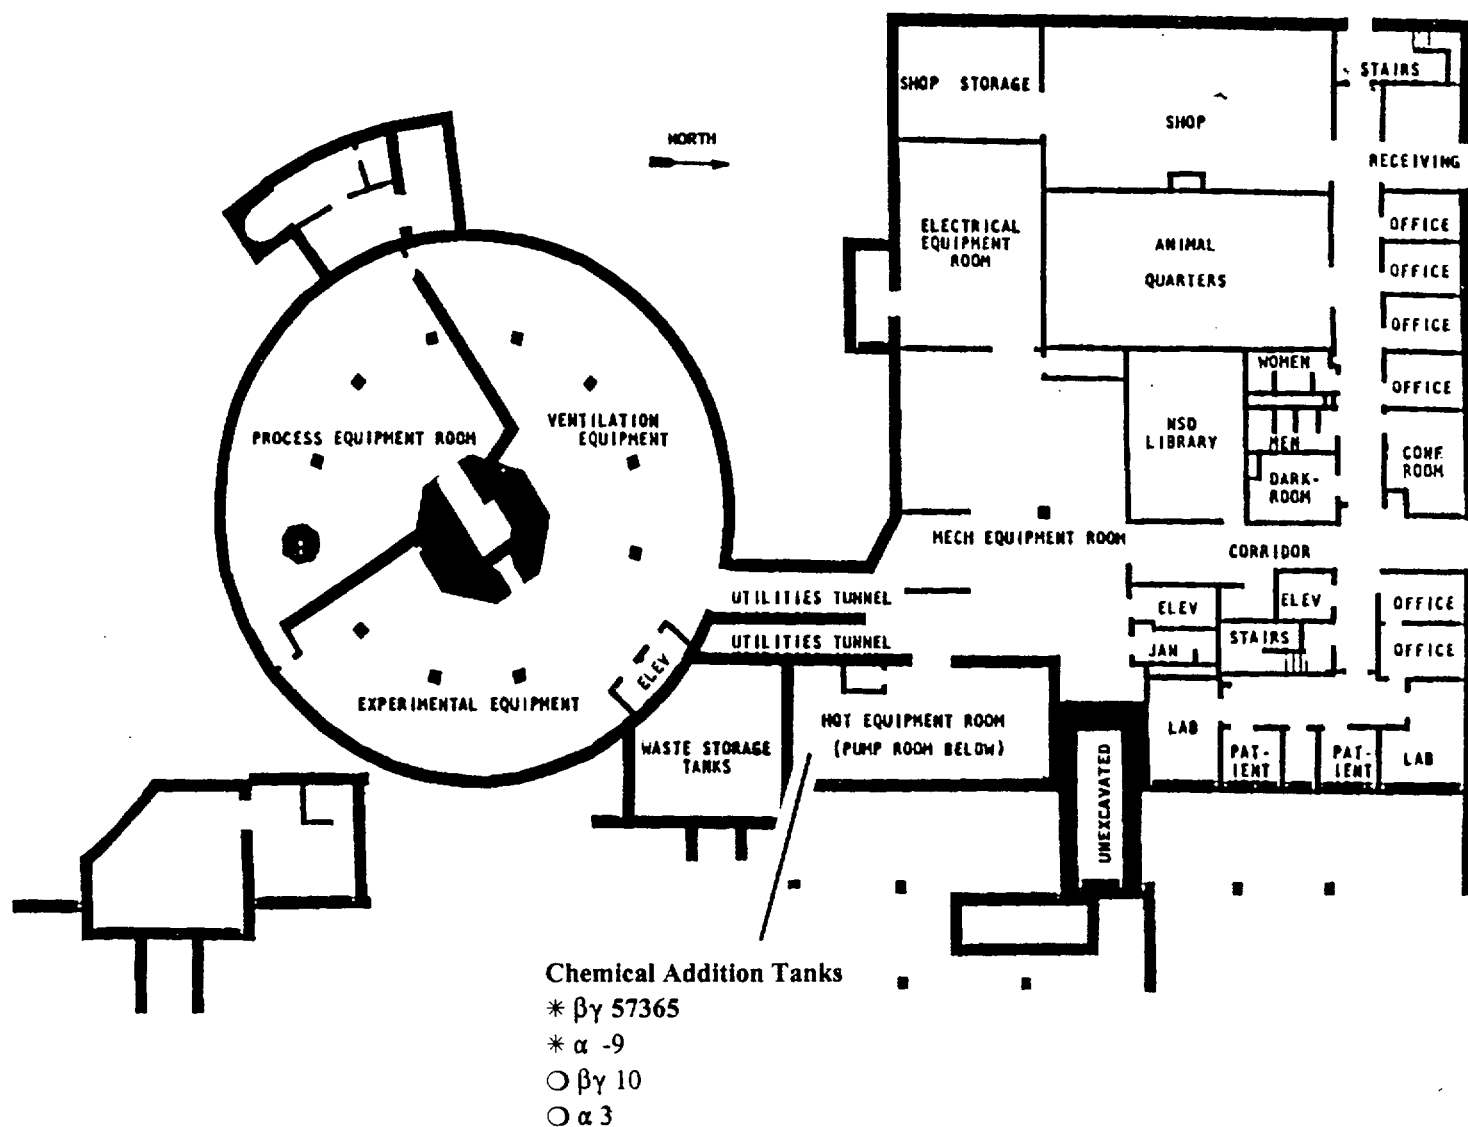 SHOP STORAGE
SHOP
STAIRS
NORTH
RECEIVING
ELECTRICAL
EQUIPMENT
ROOM
ANIMAL
QUARTERS
OFFICE
OFFICE
OFFICE
WOMEN
OFFICE
PROCESS EQUIPMENT ROOM
VENTILATION
EQUIPMENT
NSD
LIBRARY
MEN
DARK-
ROOM
CONF.
ROOM
MECH EQUIPMENT ROOM
CORRIDOR
UTILITIES TUNNEL
ELEV
ELEV
OFFICE
UTILITIES TUNNEL
JAN
STAIRS
OFFICE
ELEV
EXPERIMENTAL EQUIPMENT
WASTE STORAGE
TANKS
HOT EQUIPMENT ROOM
(PUMP ROOM BELOW)
UNEXCAVATED
LAB
PAT-
IENT
PAT-
IENT
LAB
Chemical Addition Tanks
✳ βγ 57365
✳ α -9
❍ βγ 10
❍ α 3